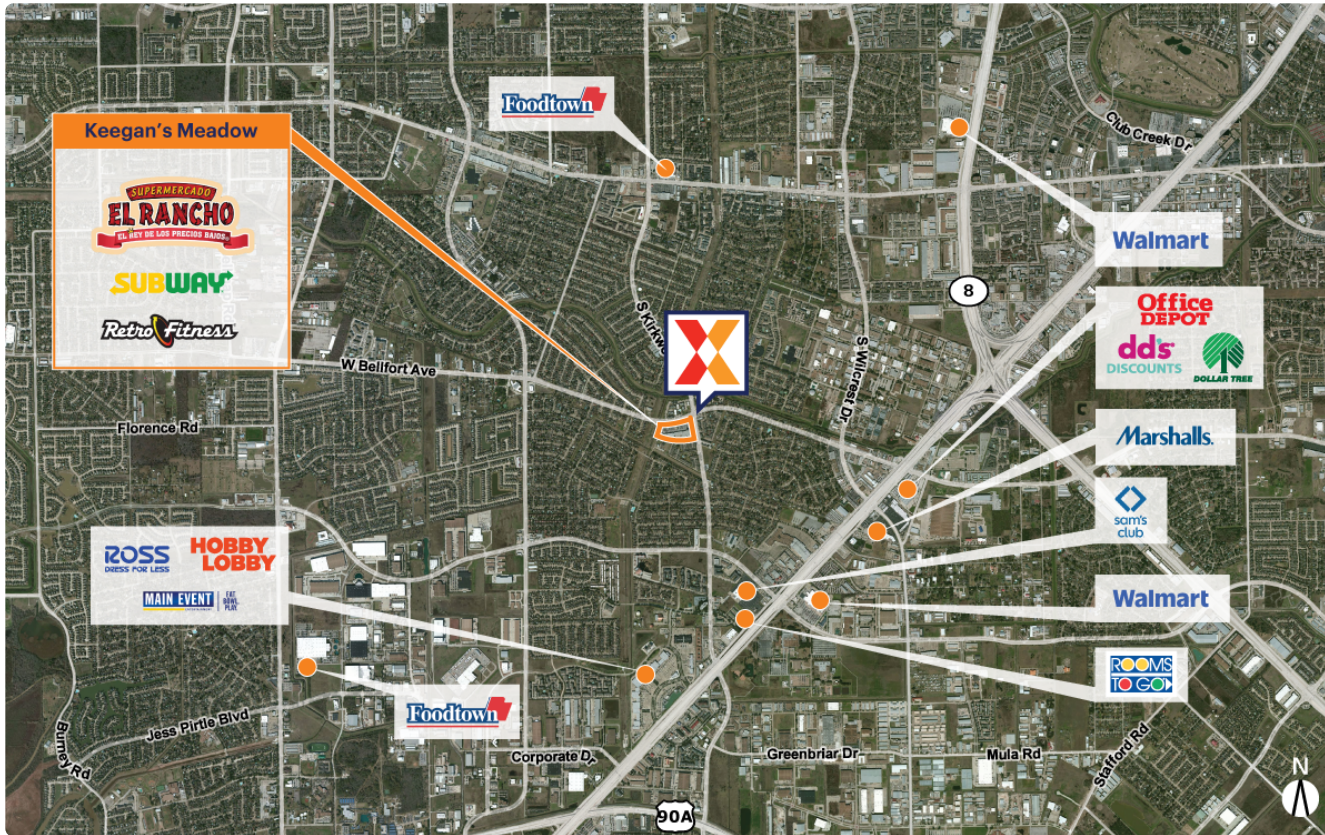 Foodtown
Keegan's Meadow
SUPERMERCADO
EL RANCHO
EL REY DE LOS PRECIOS BAJOS
SUBWAY
Retro Fitness
Club Creek Dr
Walmart
8
Office
DEPOT
dd's
DISCOUNTS
DOLLAR TREE
S Kirkw
S Wilcrest Dr
W Bellfort Ave
Florence Rd
Marshalls.
sam's
club
ROSS
DRESS FOR LESS
HOBBY
LOBBY
MAIN EVENT
EAT
BOWL
PLAY
Walmart
ROOMS
TO GO
Foodtown
Jess Pirtle Blvd
Burney Rd
Corporate Dr
Greenbriar Dr
Mula Rd
Stafford Rd
90A
N